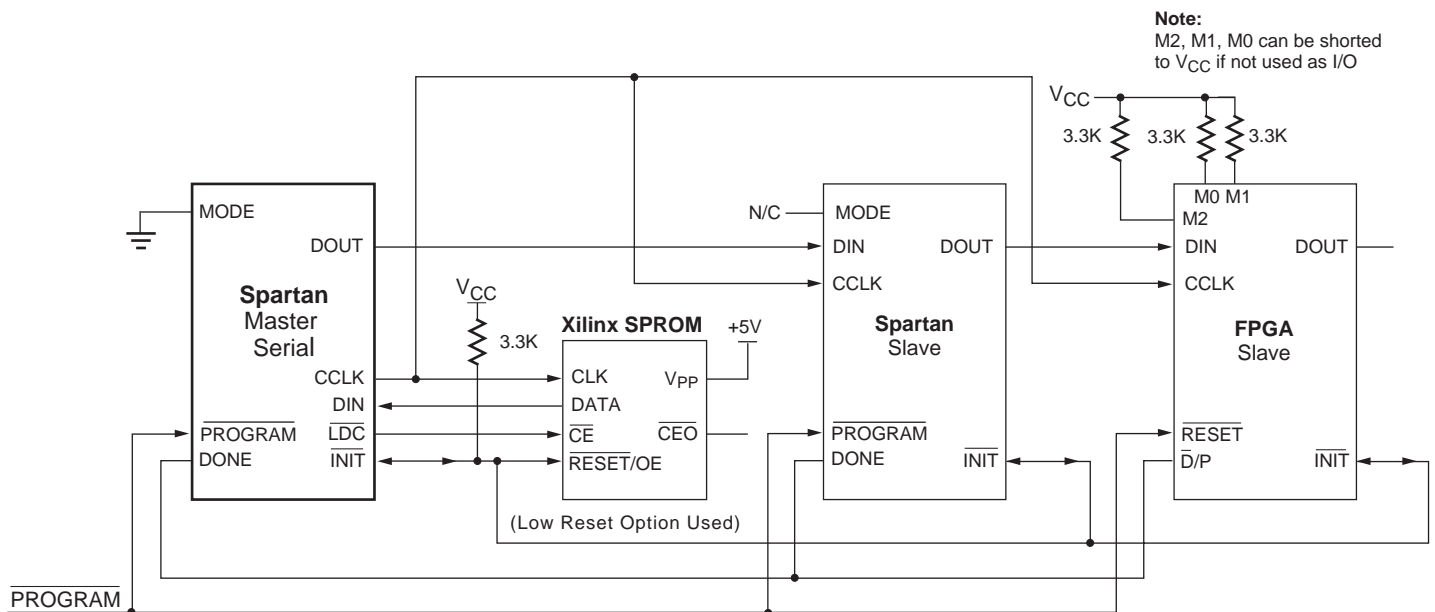 Note:
M2, M1, M0 can be shorted
to VCC if not used as I/O
VCC
3.3K
3.3K
3.3K
MODE
DOUT
Spartan
Master
Serial
CCLK
DIN
PROGRAM
LDC
DONE
INIT
VCC
3.3K
Xilinx SPROM
+5V
CLK
VPP
DATA
CE
CEO
RESET/OE
(Low Reset Option Used)
N/C
MODE
DIN
DOUT
CCLK
Spartan
Slave
PROGRAM
DONE
INIT
M0 M1
M2
DIN
DOUT
CCLK
FPGA
Slave
RESET
D/P
INIT
PROGRAM